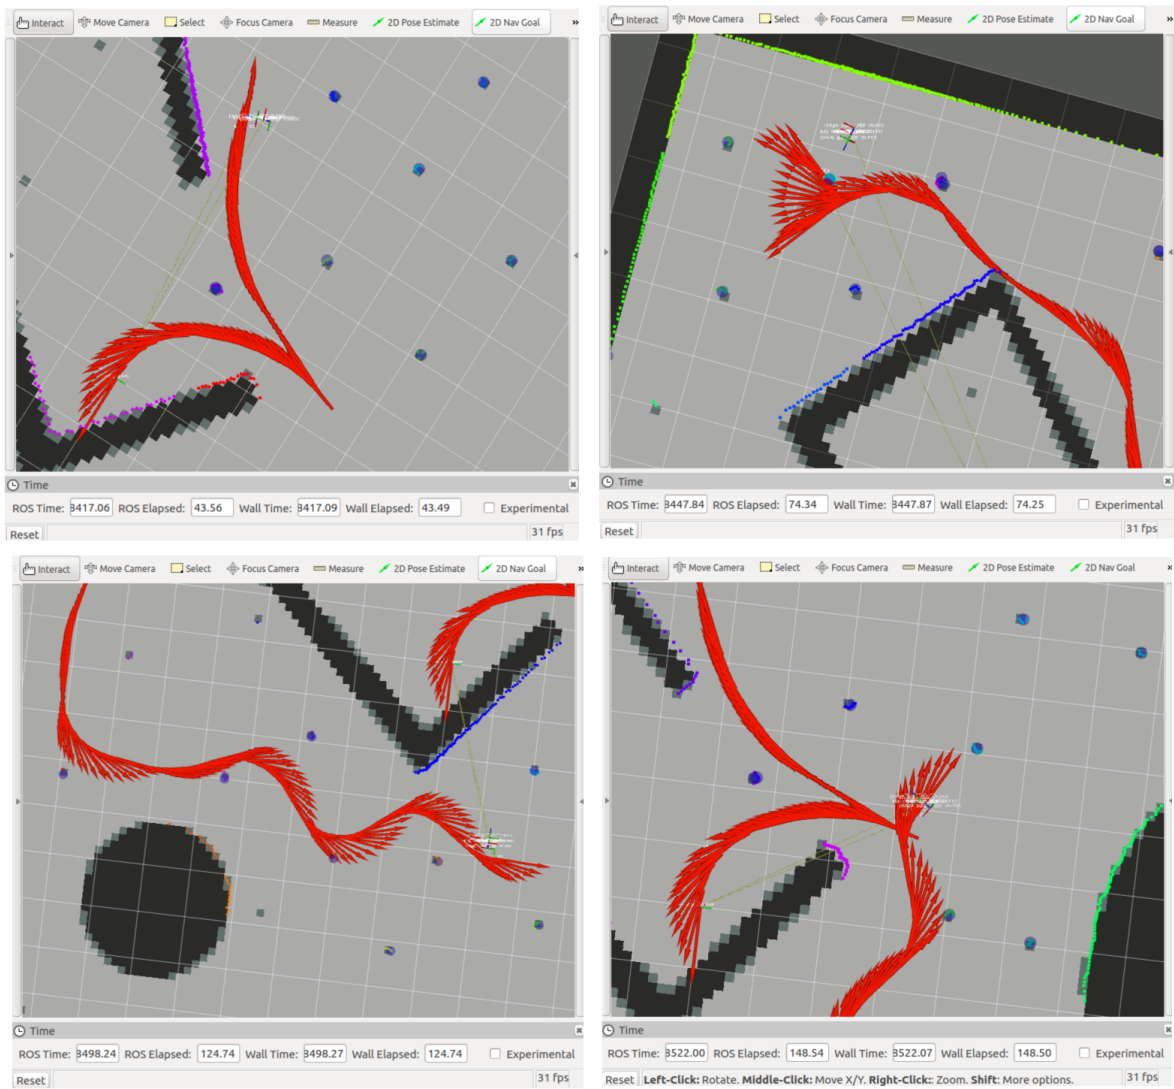 Interact Move Camera Select Focus Camera Measure 2D Pose Estimate 2D Nav Goal »
Time
ROS Time: 3417.06 ROS Elapsed: 43.56 Wall Time: 3417.09 Wall Elapsed: 43.49 Experimental
Reset 31 fps
Interact Move Camera Select Focus Camera Measure 2D Pose Estimate 2D Nav Goal »
Time
ROS Time: 3447.84 ROS Elapsed: 74.34 Wall Time: 3447.87 Wall Elapsed: 74.25 Experimental
Reset 31 fps
Interact Move Camera Select Focus Camera Measure 2D Pose Estimate 2D Nav Goal »
Time
ROS Time: 3498.24 ROS Elapsed: 124.74 Wall Time: 3498.27 Wall Elapsed: 124.74 Experimental
Reset 31 fps
Interact Move Camera Select Focus Camera Measure 2D Pose Estimate 2D Nav Goal »
Time
ROS Time: 3522.00 ROS Elapsed: 148.54 Wall Time: 3522.07 Wall Elapsed: 148.50 Experimental
Reset Left-Click: Rotate. Middle-Click: Move X/Y. Right-Click:: Zoom. Shift: More options. 31 fps